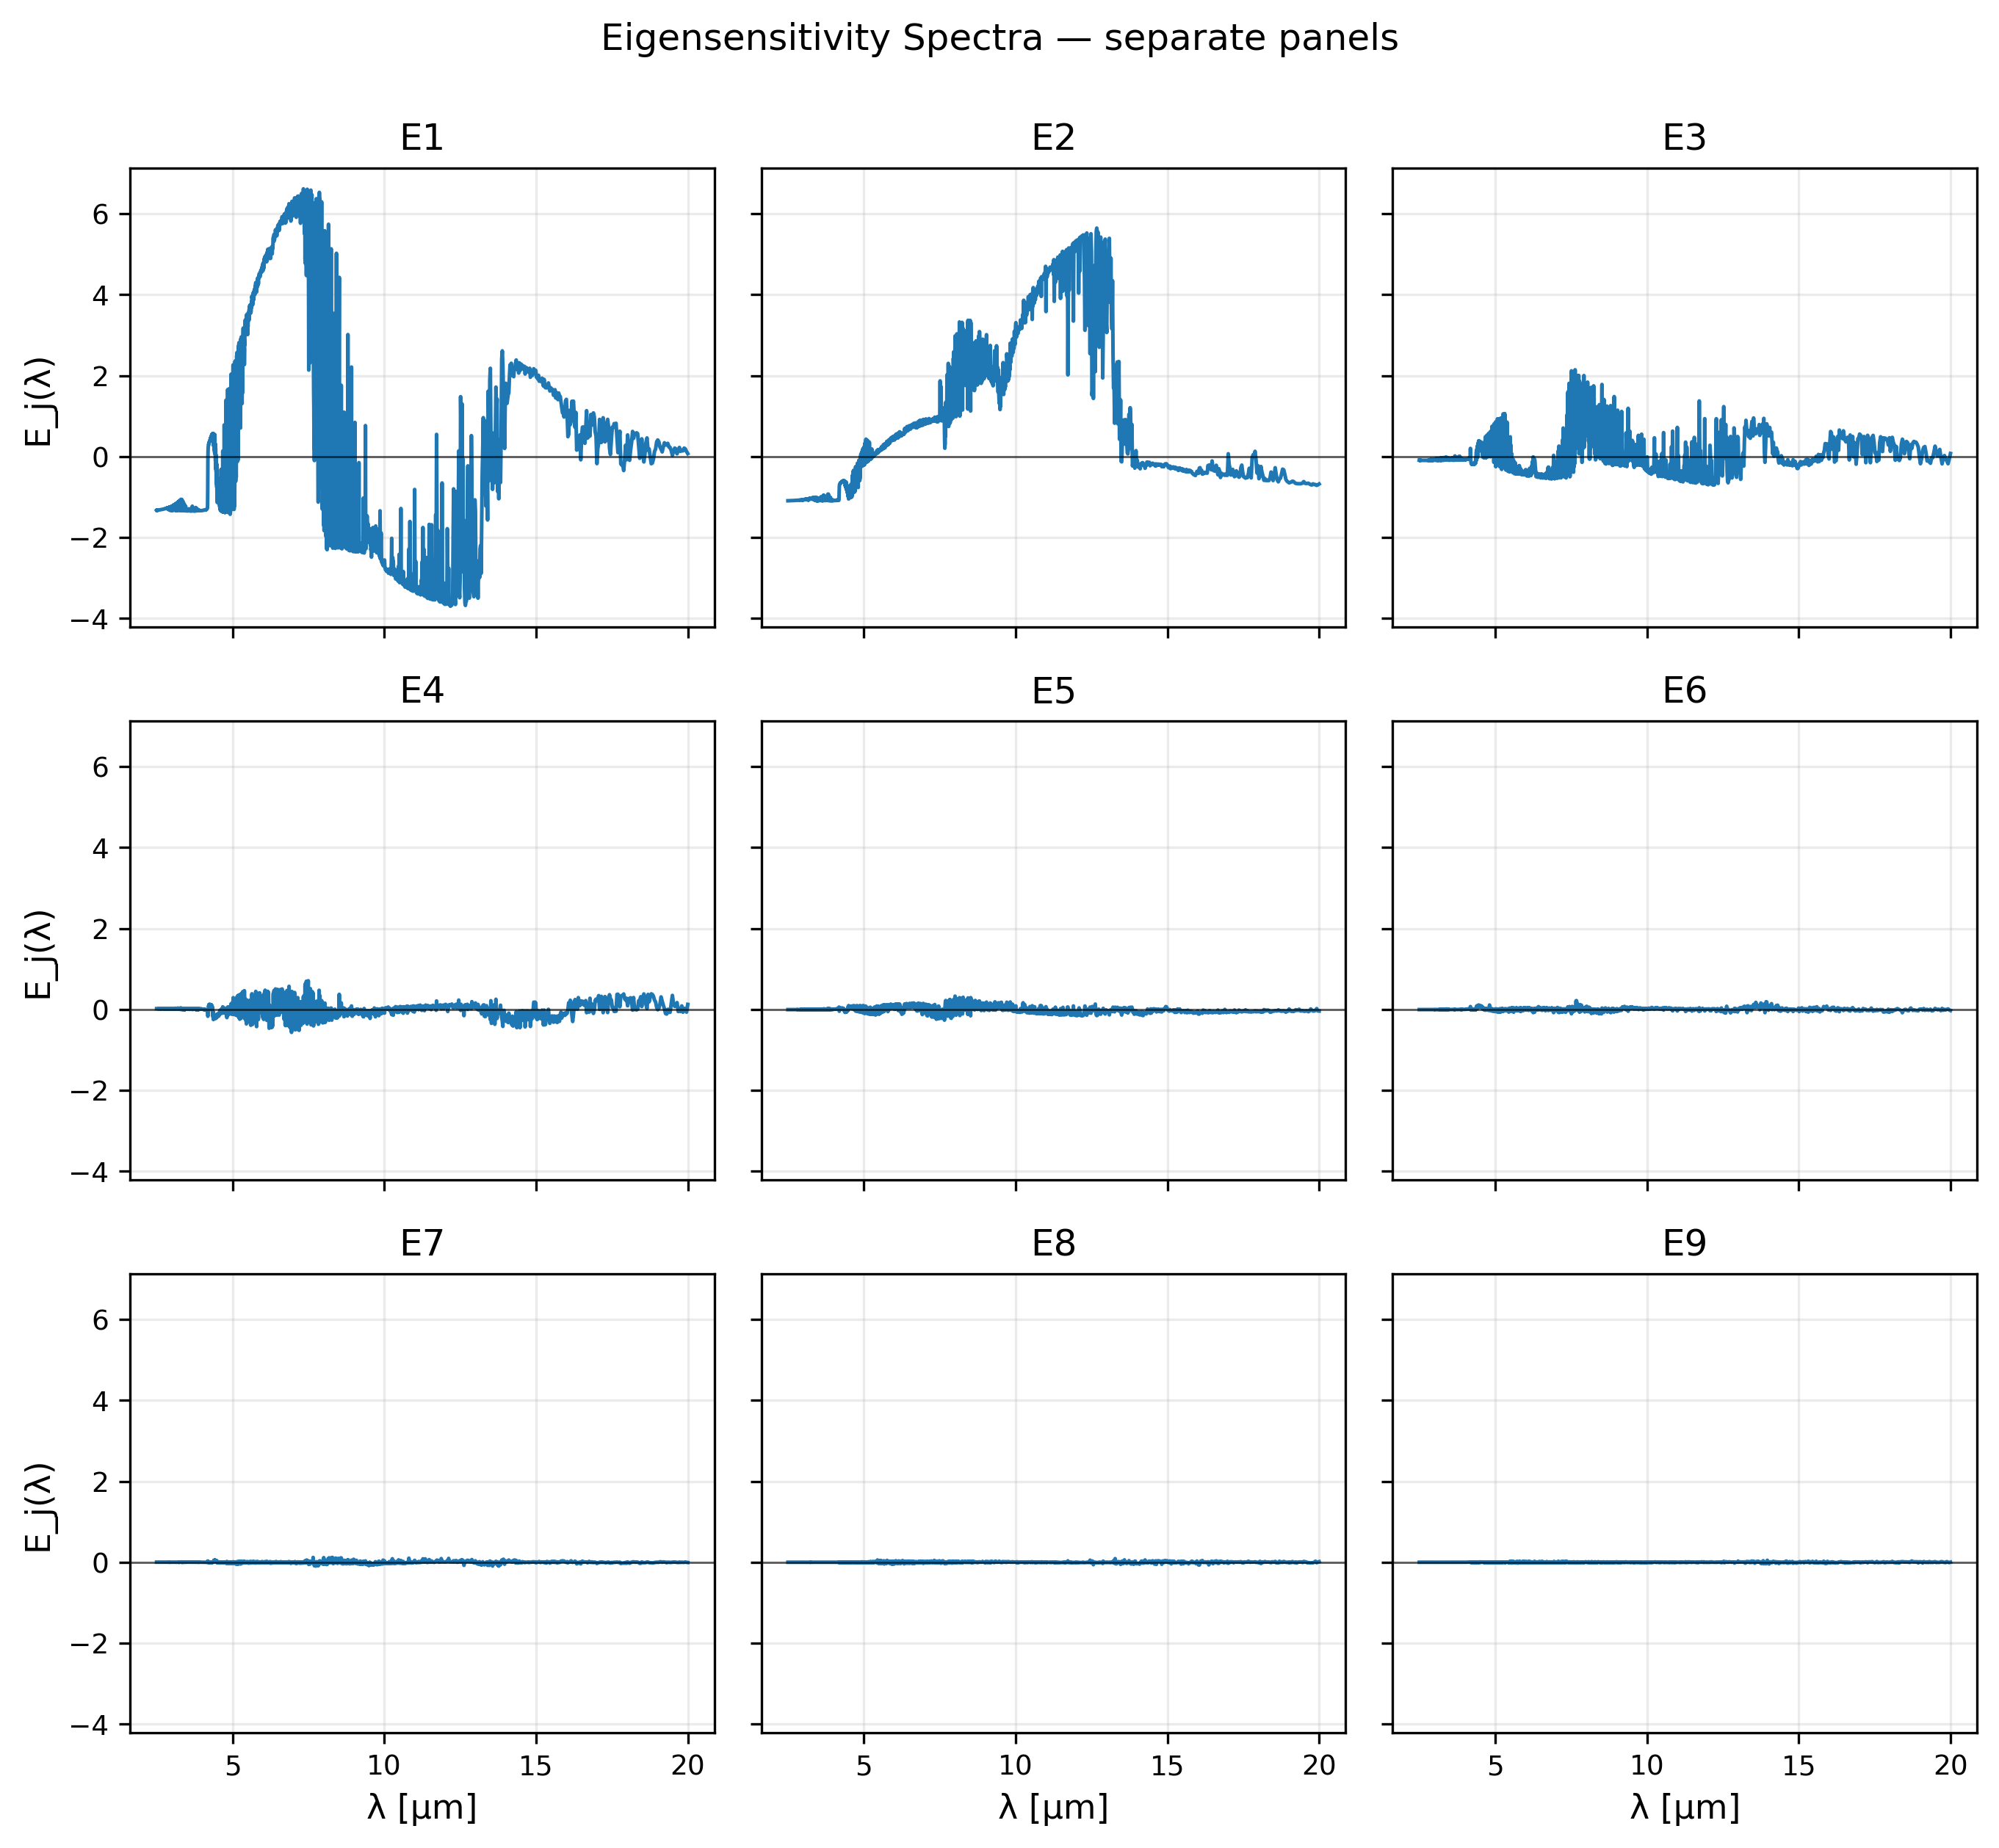 Eigensensitivity Spectra — separate panels
E1 E2 E3
E_j(λ)
6
4
2
0
−2
−4
E4 E5 E6
E_j(λ)
6
4
2
0
−2
−4
E7 E8 E9
E_j(λ)
6
4
2
0
−2
−4
5 10 15 20 5 10 15 20 5 10 15 20
λ [μm] λ [μm] λ [μm]